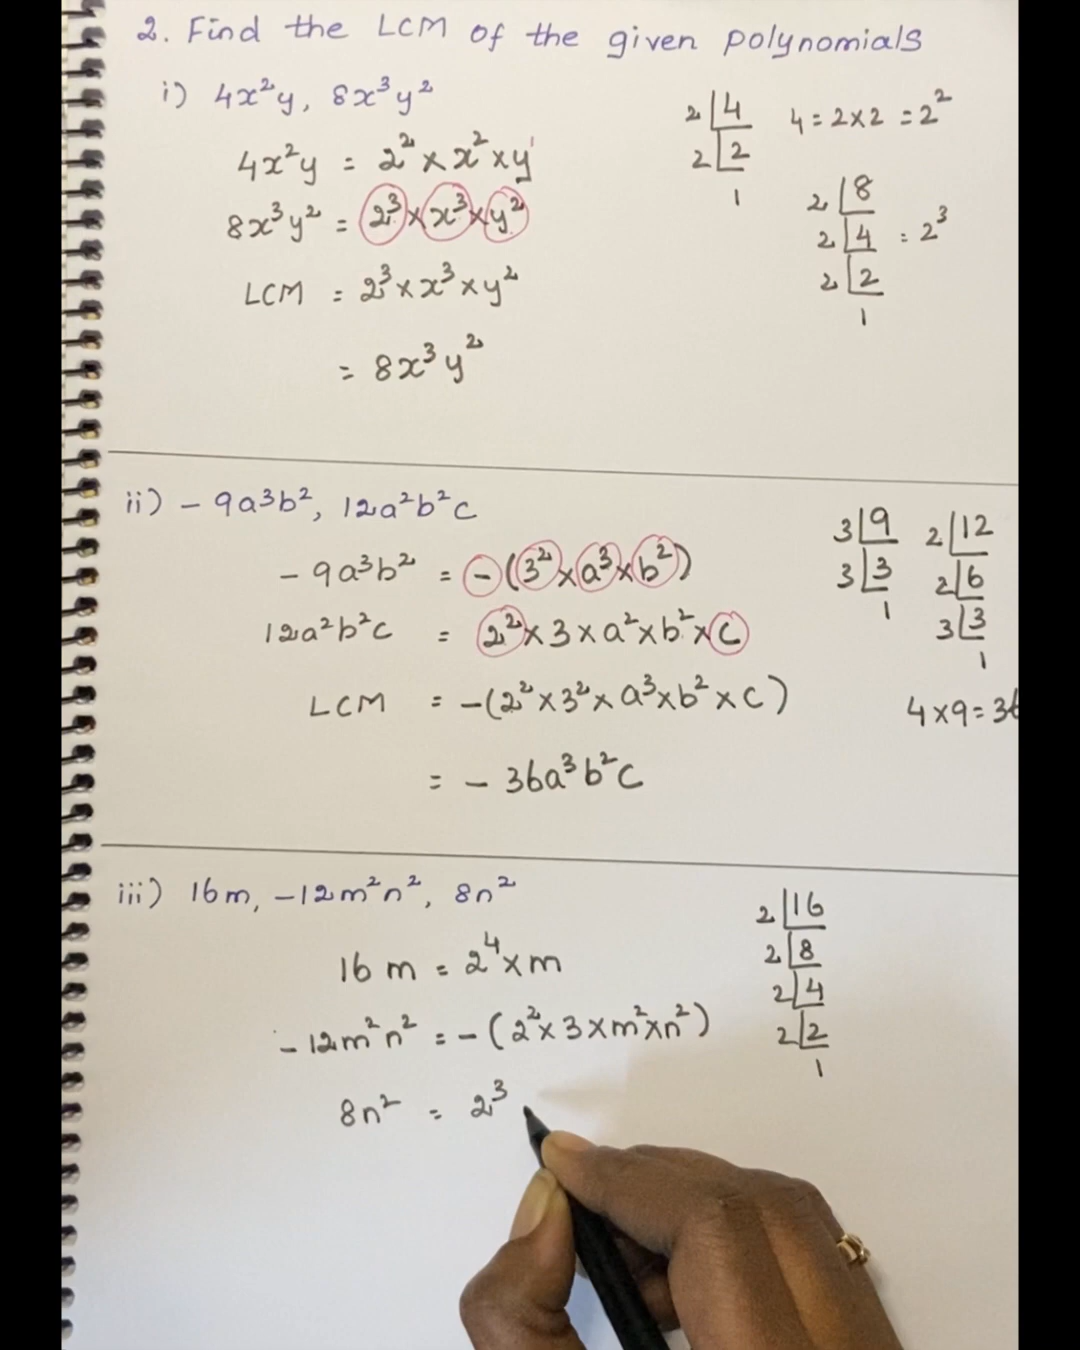 2. Find the LCM of the given polynomials
i) 4x²y, 8x³y²
4x²y = 2² × x² × y¹
8x³y² = 2³ × x³ × y²
LCM = 2³ × x³ × y²
= 8x³y²
2 | 4
2 | 2
1
4 = 2×2 = 2²
2 | 8
2 | 4 = 2³
2 | 2
1
ii) - 9a³b², 12a²b²c
- 9a³b² = - (3² × a³ × b²)
12a²b²c = 2² × 3 × a² × b² × c
LCM = -(2² × 3² × a³ × b² × c)
= - 36a³b²c
3 | 9
3 | 3
1
2 | 12
2 | 6
3 | 3
1
4 × 9 = 36
iii) 16m, -12m²n², 8n²
16 m = 2⁴ × m
- 12m²n² = - (2² × 3 × m² × n²)
8n² = 2³
2 | 16
2 | 8
2 | 4
2 | 2
1